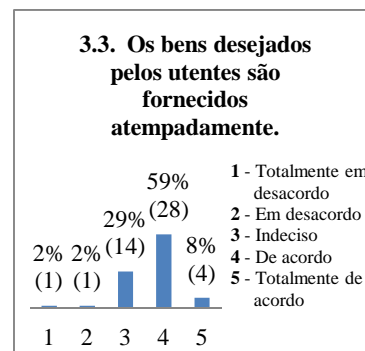 3.3. Os bens desejados
pelos utentes são
fornecidos
atempadamente.
2%
(1)
2%
(1)
29%
(14)
59%
(28)
8%
(4)
1 2 3 4 5
1 - Totalmente em
desacordo
2 - Em desacordo
3 - Indeciso
4 - De acordo
5 - Totalmente de
acordo